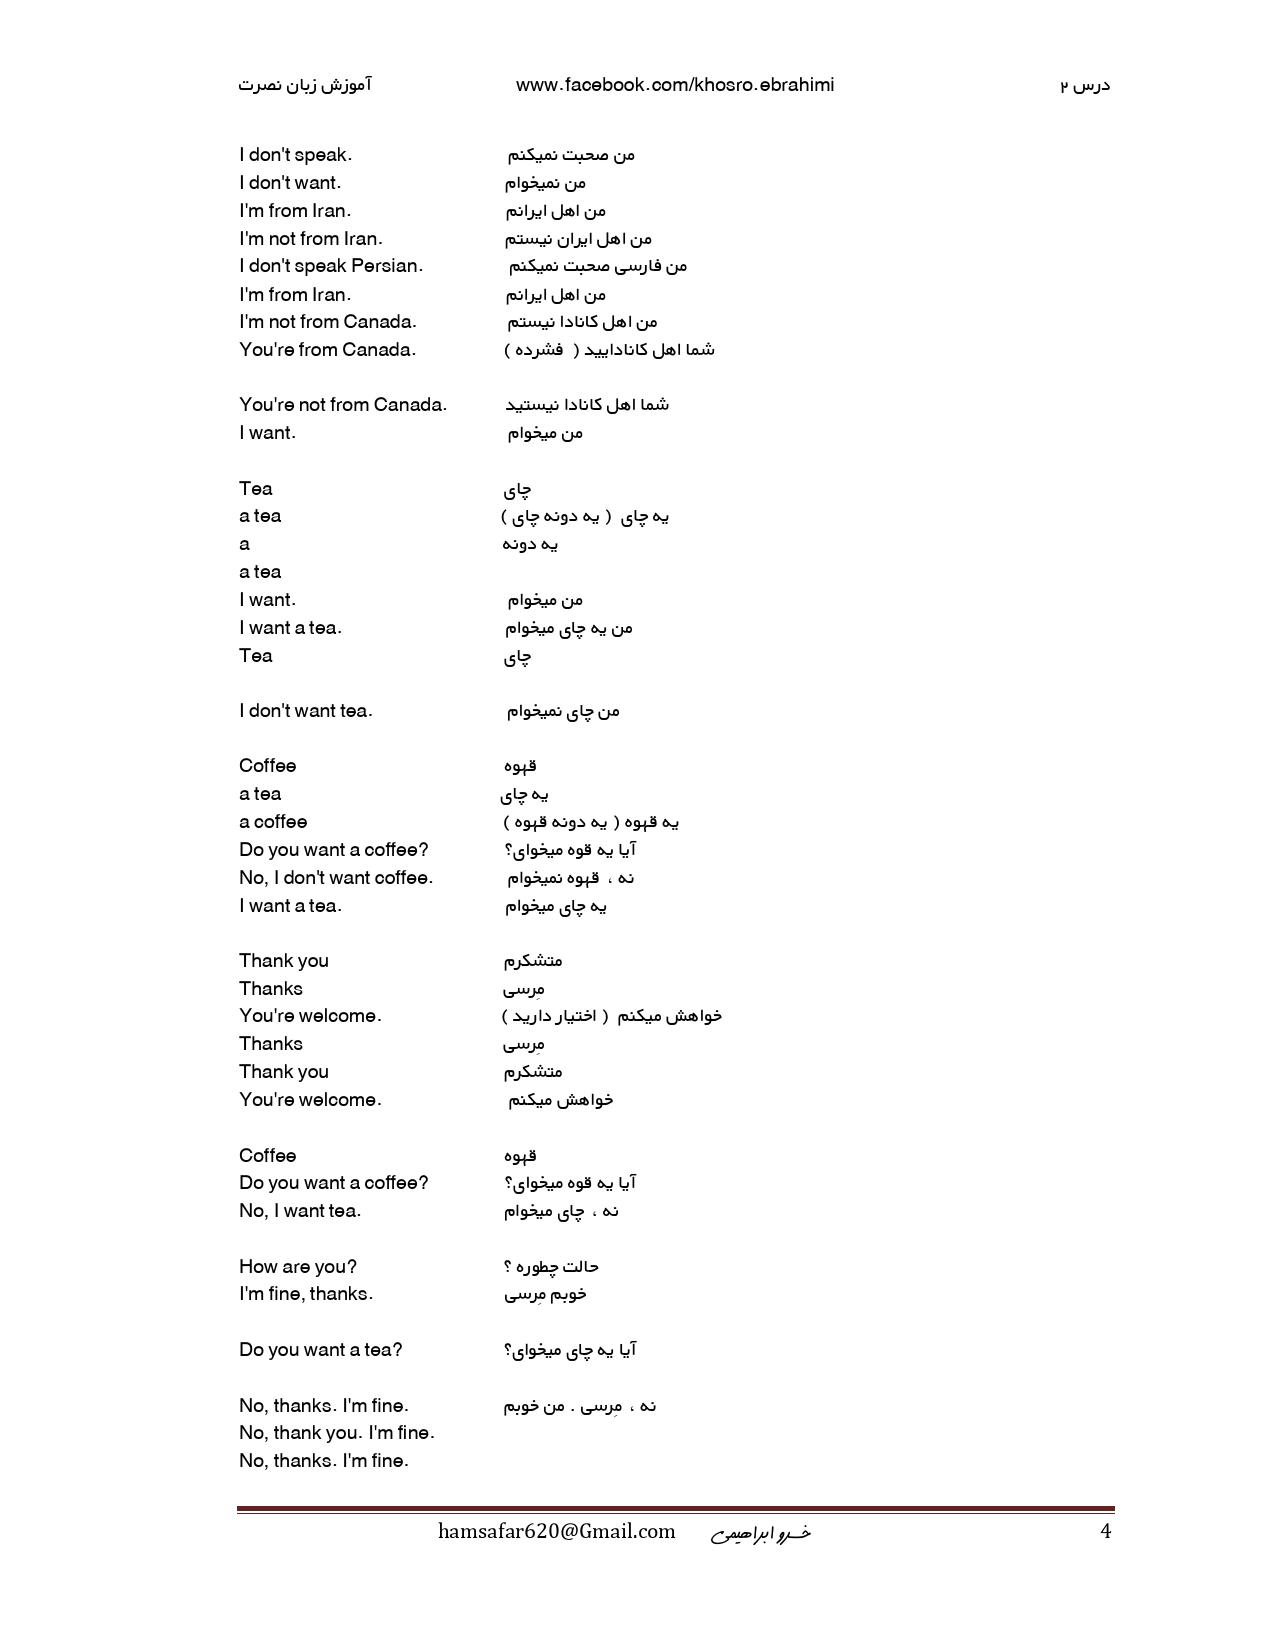 آموزش زبان نصرت www.facebook.com/khosro.ebrahimi درس ۲
I don't speak. من صحبت نمیکنم
I don't want. من نمیخوام
I'm from Iran. من اهل ایرانم
I'm not from Iran. من اهل ایران نیستم
I don't speak Persian. من فارسی صحبت نمیکنم
I'm from Iran. من اهل ایرانم
I'm not from Canada. من اهل کانادا نیستم
You're from Canada. شما اهل کانادایید ( فشرده )
You're not from Canada. شما اهل کانادا نیستید
I want. من میخوام
Tea چای
a tea یه چای ( یه دونه چای )
a یه دونه
a tea
I want. من میخوام
I want a tea. من یه چای میخوام
Tea چای
I don't want tea. من چای نمیخوام
Coffee قهوه
a tea یه چای
a coffee یه قهوه ( یه دونه قهوه )
Do you want a coffee? آیا یه قوه میخوای؟
No, I don't want coffee. نه ، قهوه نمیخوام
I want a tea. یه چای میخوام
Thank you متشکرم
Thanks مِرسی
You're welcome. خواهش میکنم ( اختیار دارید )
Thanks مِرسی
Thank you متشکرم
You're welcome. خواهش میکنم
Coffee قهوه
Do you want a coffee? آیا یه قوه میخوای؟
No, I want tea. نه ، چای میخوام
How are you? حالت چطوره ؟
I'm fine, thanks. خوبم مِرسی
Do you want a tea? آیا یه چای میخوای؟
No, thanks. I'm fine. نه ، مِرسی . من خوبم
No, thank you. I'm fine.
No, thanks. I'm fine.
hamsafar620@Gmail.com خسرو ابراهیمی 4